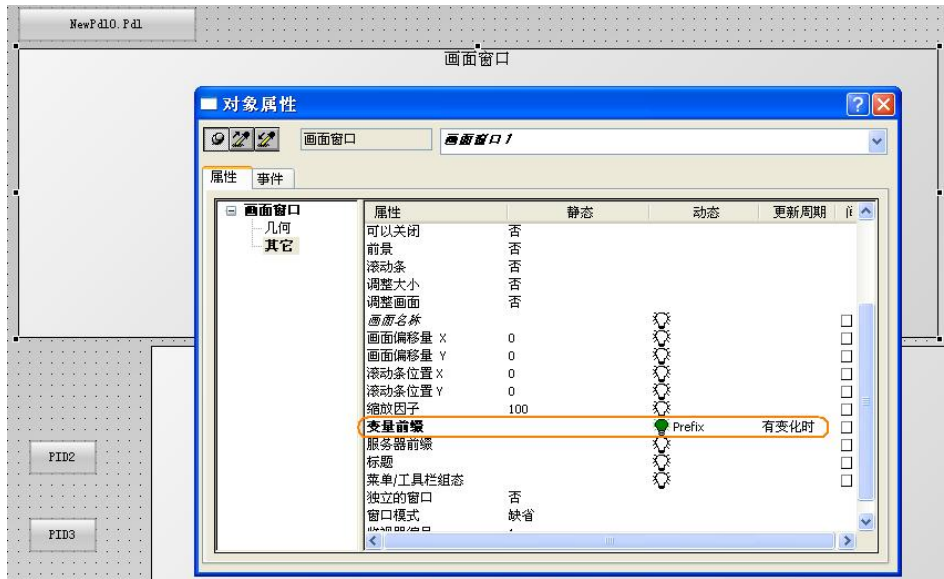 NewPdl0.Pdl
画面窗口
对象属性
画面窗口 画面窗口1
属性 事件
画面窗口
几何
其它
属性 静态 动态 更新周期
可以关闭 否
前景 否
滚动条 否
调整大小 否
调整画面 否
画面名称
画面偏移量 X 0
画面偏移量 Y 0
滚动条位置 X 0
滚动条位置 Y 0
缩放因子 100
变量前缀 Prefix 有变化时
服务器前缀
标题
菜单/工具栏组态
独立的窗口 否
窗口模式 缺省
PID2
PID3